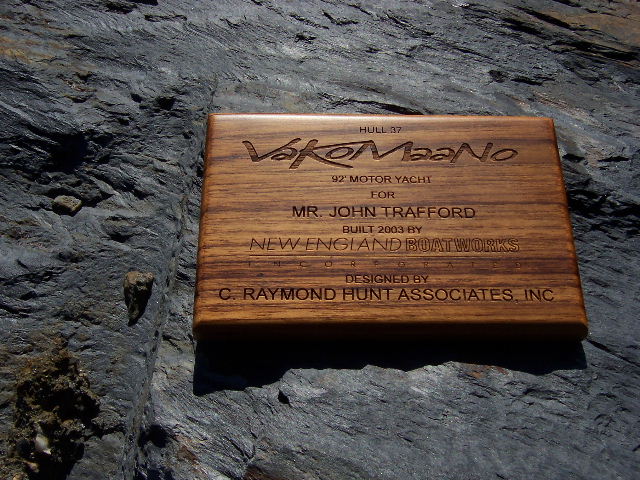 HULL 37
VaKoMaaNo
92' MOTOR YACHT
FOR
MR. JOHN TRAFFORD
BUILT 2003 BY
NEW ENGLAND BOATWORKS
INCORPORATED
DESIGNED BY
C. RAYMOND HUNT ASSOCIATES, INC